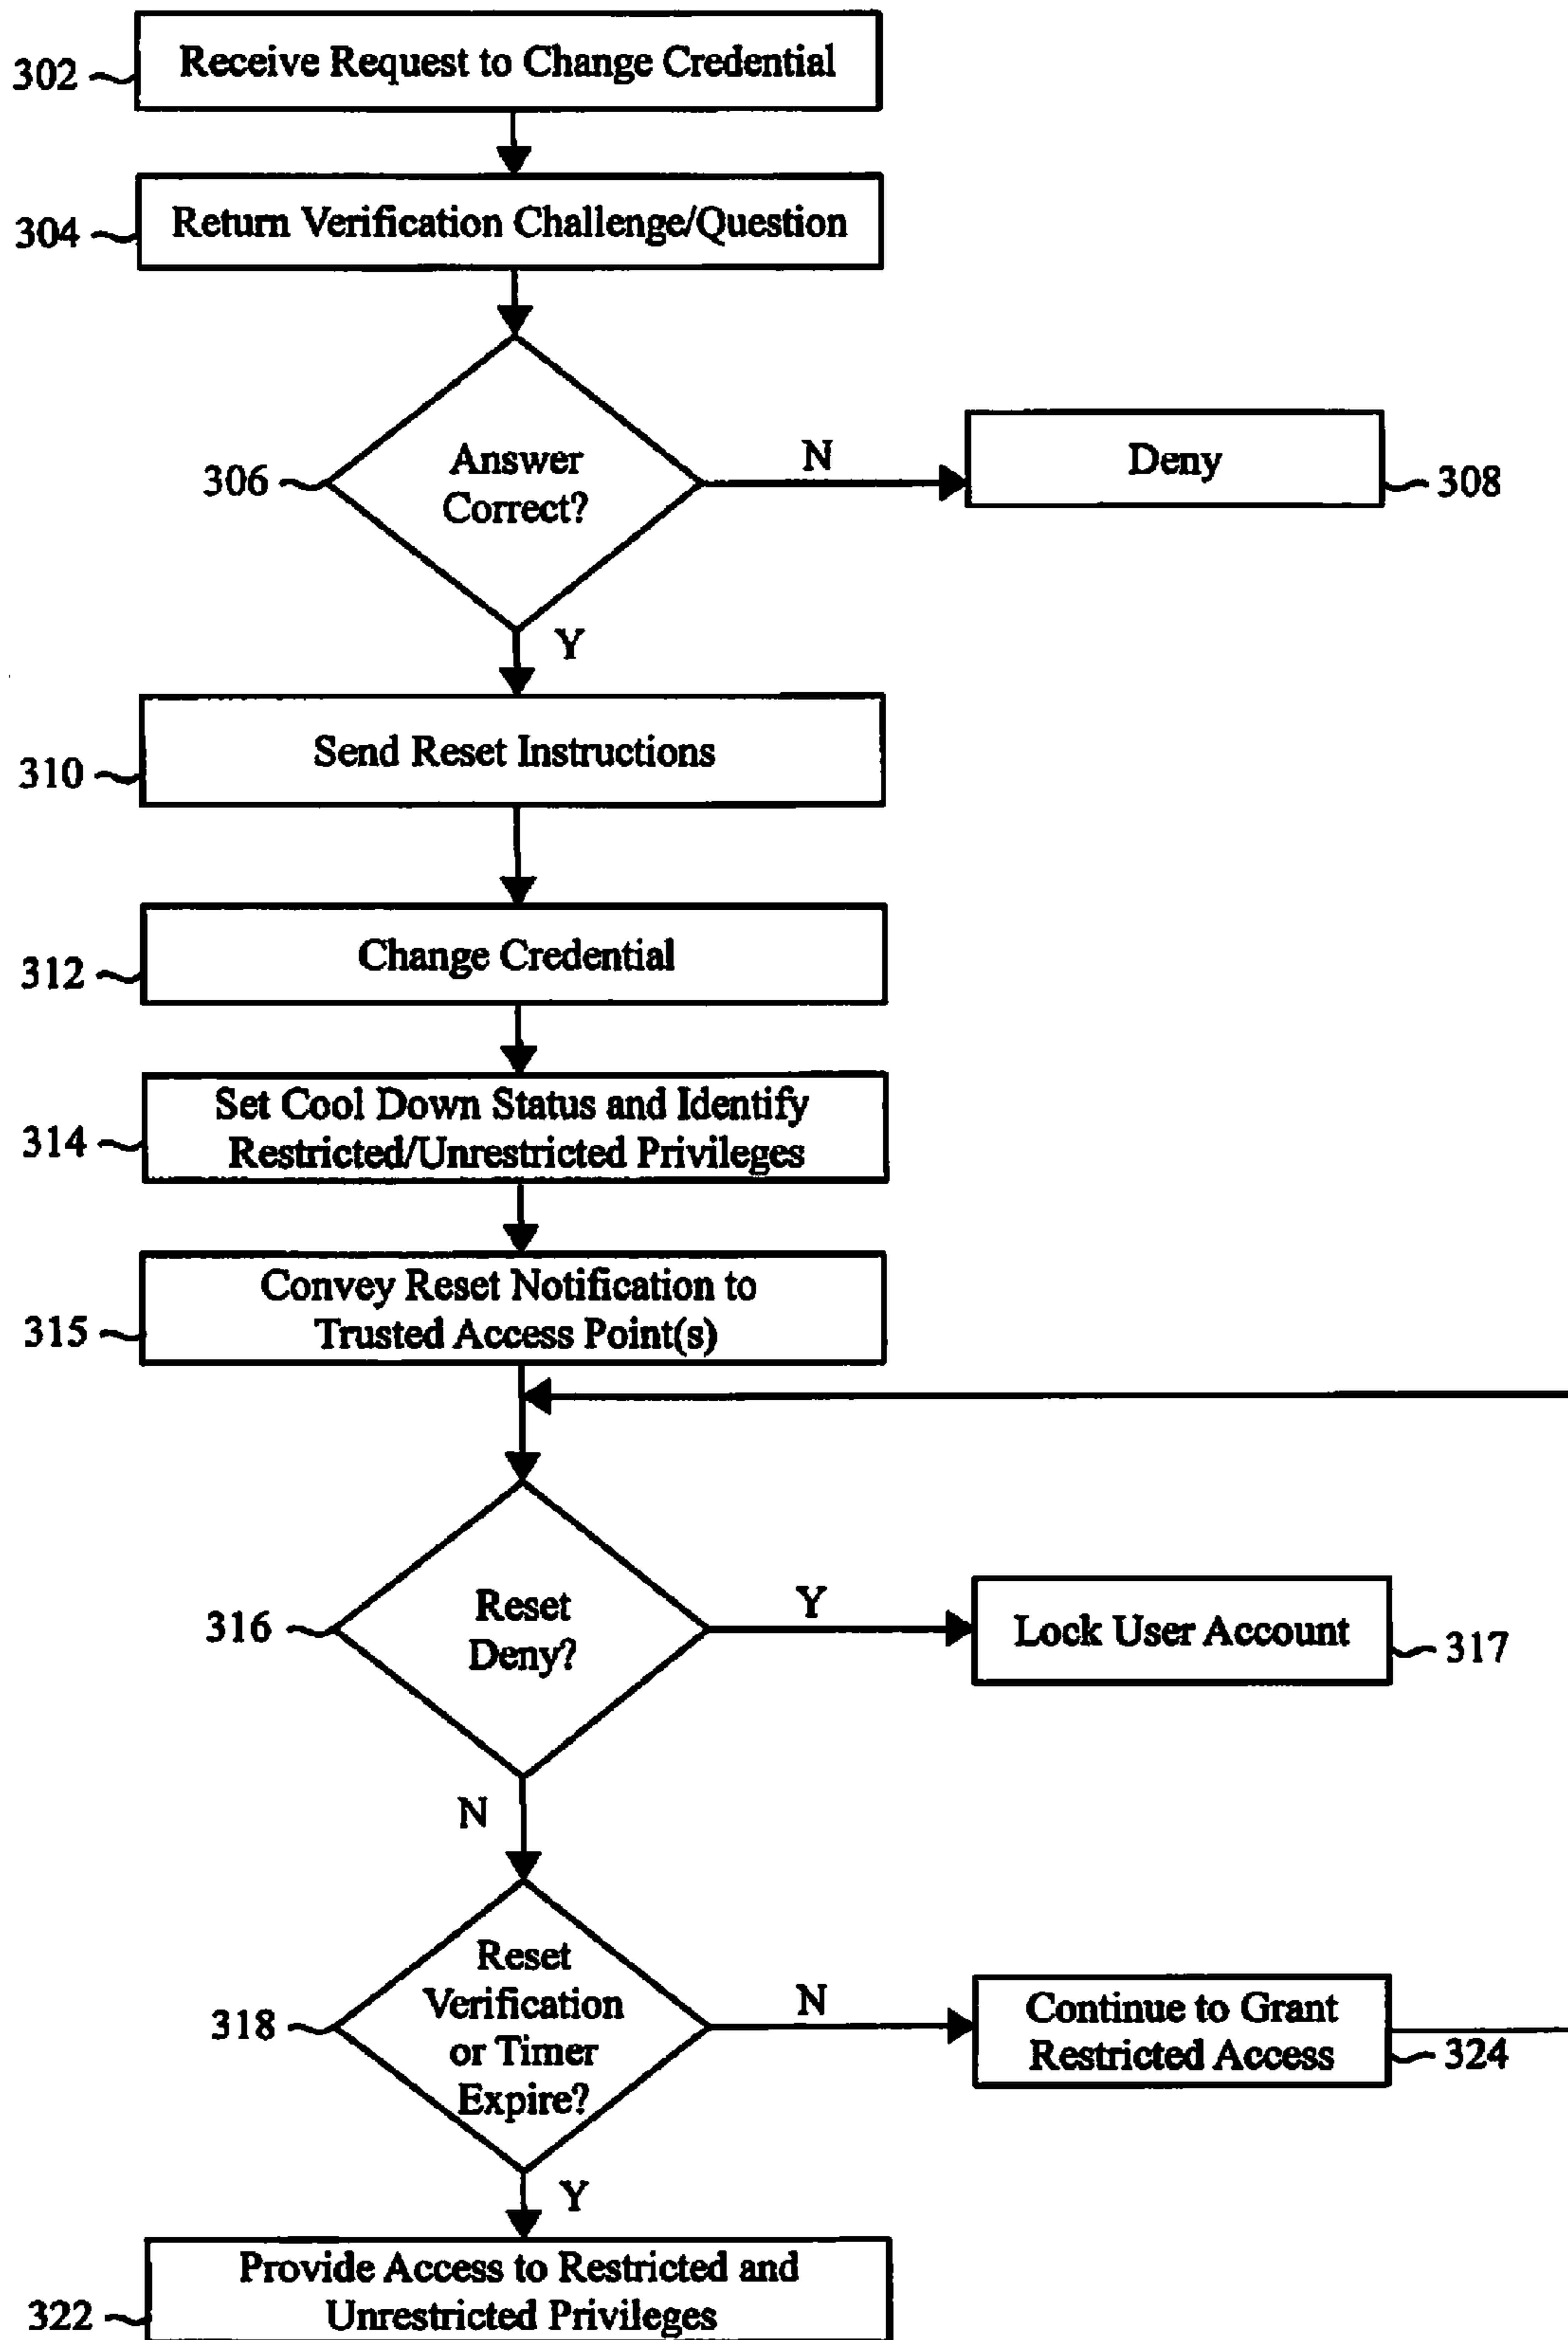 302
Receive Request to Change Credential
304
Return Verification Challenge/Question
306
Answer
Correct?
N
Deny
308
Y
310
Send Reset Instructions
312
Change Credential
314
Set Cool Down Status and Identify
Restricted/Unrestricted Privileges
315
Convey Reset Notification to
Trusted Access Point(s)
316
Reset
Deny?
Y
Lock User Account
317
N
318
Reset
Verification
or Timer
Expire?
N
Continue to Grant
Restricted Access
324
Y
322
Provide Access to Restricted and
Unrestricted Privileges